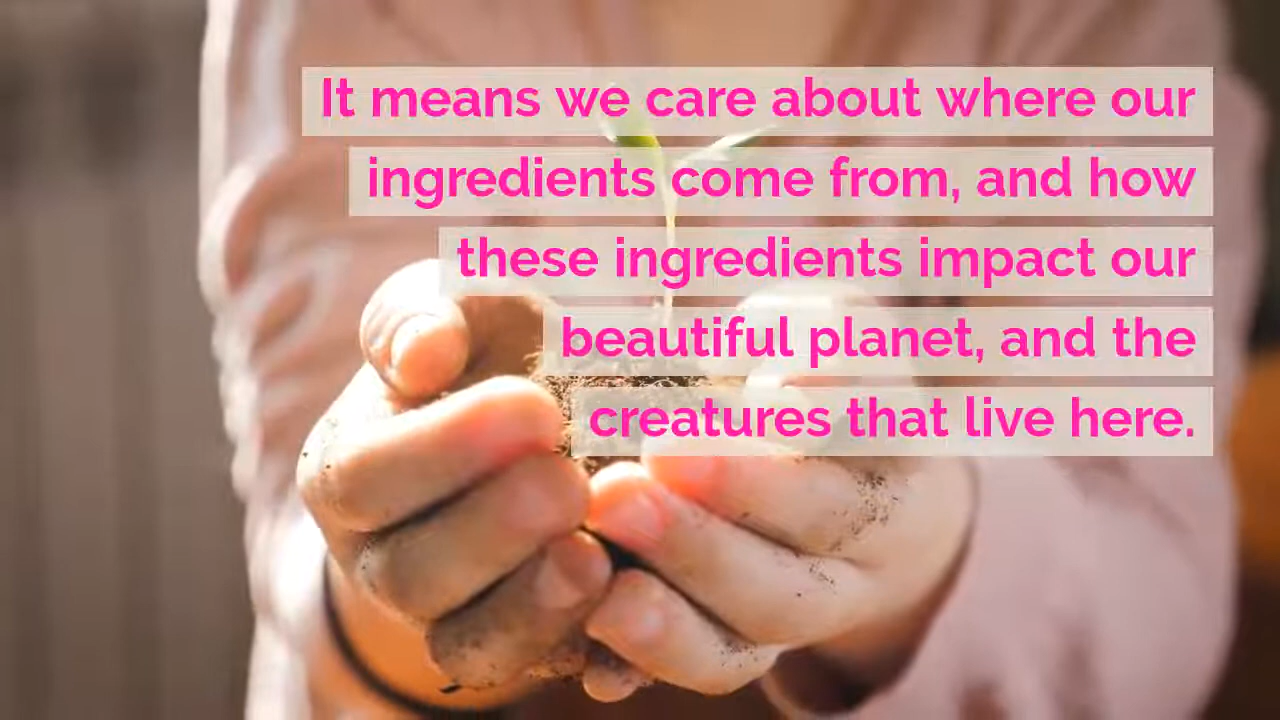 It means we care about where our
ingredients come from, and how
these ingredients impact our
beautiful planet, and the
creatures that live here.